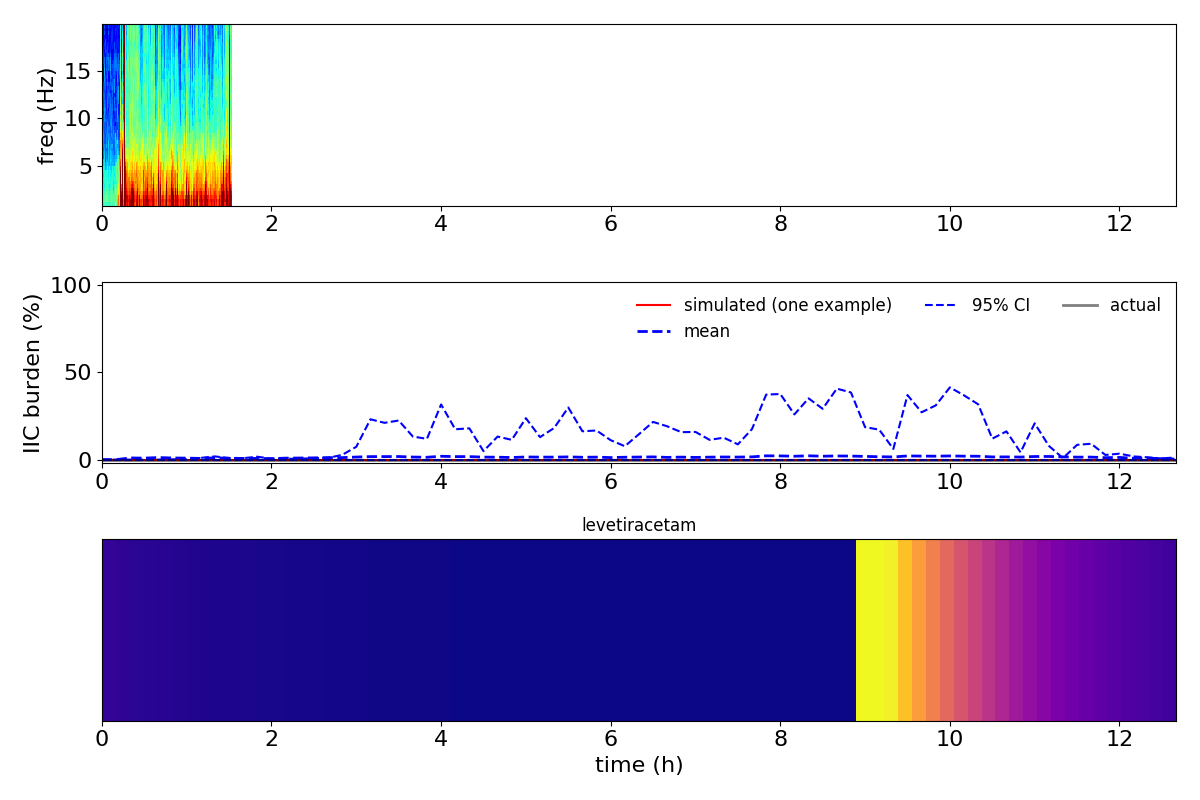 15
10
5
freq (Hz)
0 2 4 6 8 10 12
100
50
0
IIC burden (%)
simulated (one example) 95% CI actual
mean
0 2 4 6 8 10 12
levetiracetam
0 2 4 6 8 10 12
time (h)